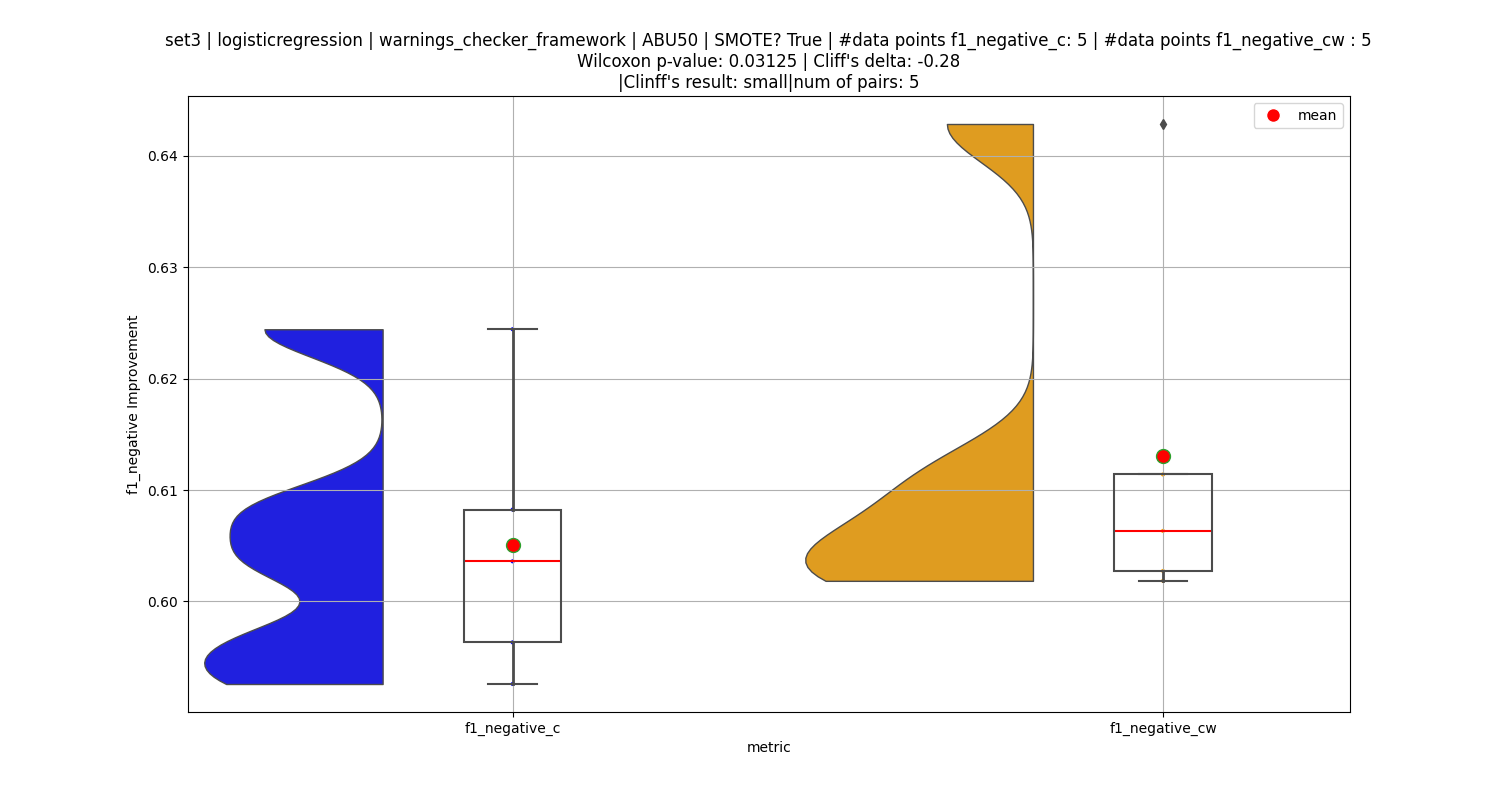 set3 | logisticregression | warnings_checker_framework | ABU50 | SMOTE? True | #data points f1_negative_c: 5 | #data points f1_negative_cw : 5
Wilcoxon p-value: 0.03125 | Cliff's delta: -0.28
|Clinff's result: small|num of pairs: 5
mean
0.64
0.63
0.62
0.61
0.60
f1_negative Improvement
f1_negative_c
f1_negative_cw
metric